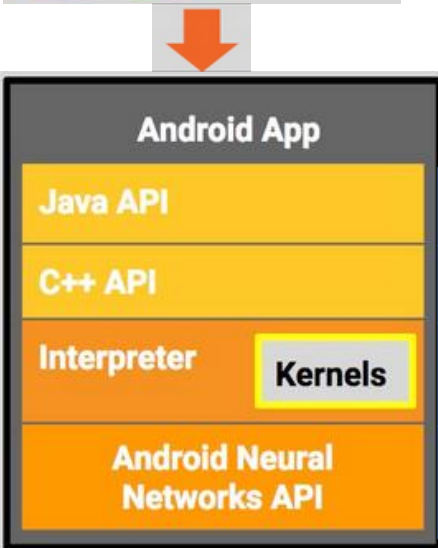 Android App
Java API
C++ API
Interpreter
Kernels
Android Neural
Networks API